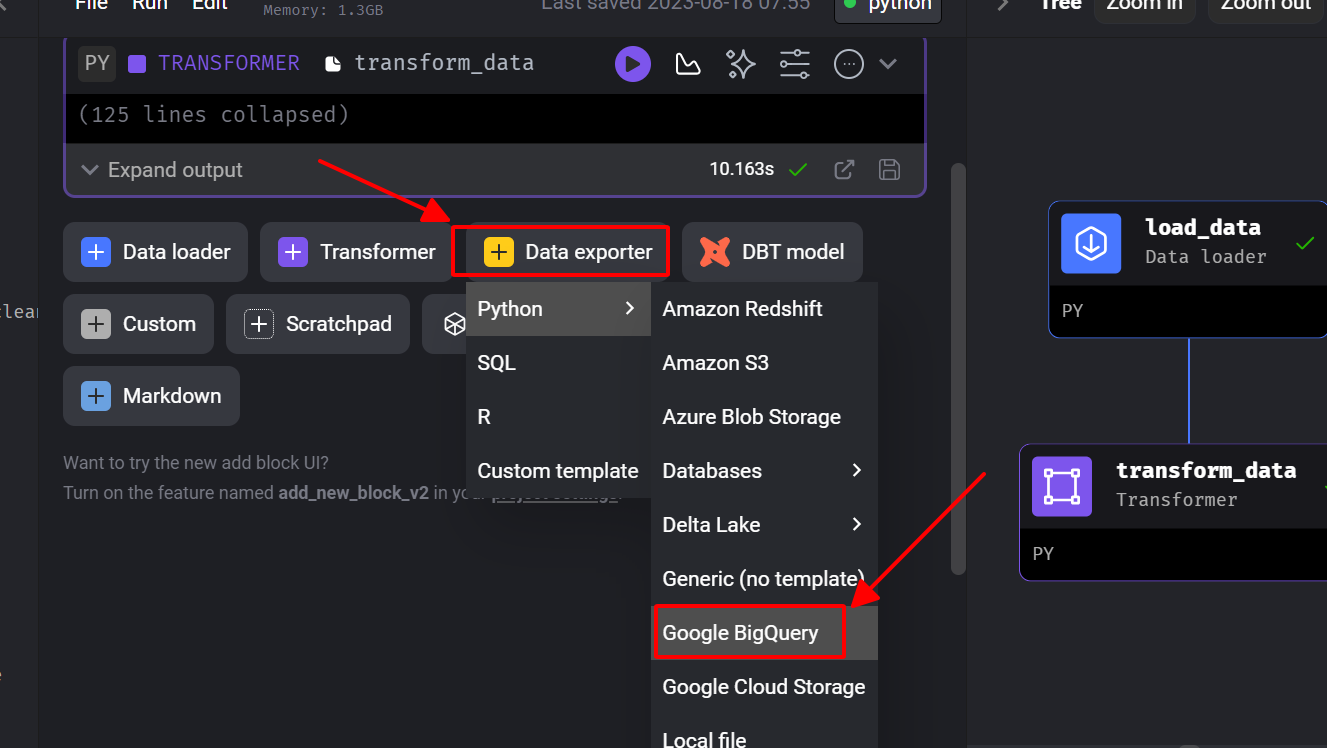 File Run Edit
Memory: 1.3GB
Last saved 2023-08-18 07:55
python
Tree
Zoom in
Zoom out
PY TRANSFORMER transform_data
(125 lines collapsed)
Expand output
10.163s
Data loader
Transformer
Data exporter
DBT model
Custom
Scratchpad
Markdown
Python
SQL
R
Custom template
Amazon Redshift
Amazon S3
Azure Blob Storage
Databases
Delta Lake
Generic (no template)
Google BigQuery
Google Cloud Storage
Local file
Want to try the new add block UI?
Turn on the feature named add_new_block_v2 in your project settings.
load_data
Data loader
PY
transform_data
Transformer
PY